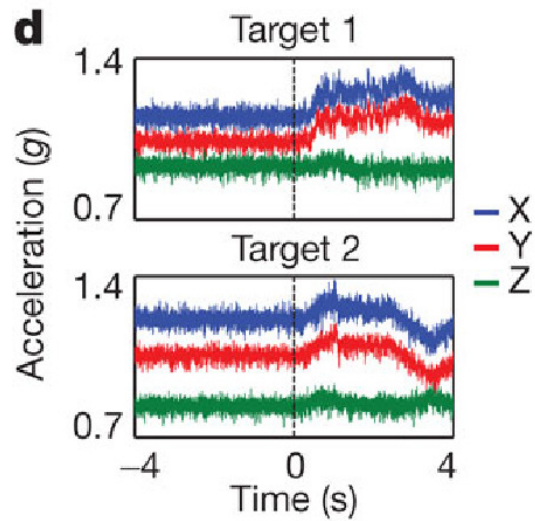 d
Target 1
1.4
0.7
Acceleration (g)
Target 2
1.4
0.7
−4 0 4
Time (s)
X
Y
Z